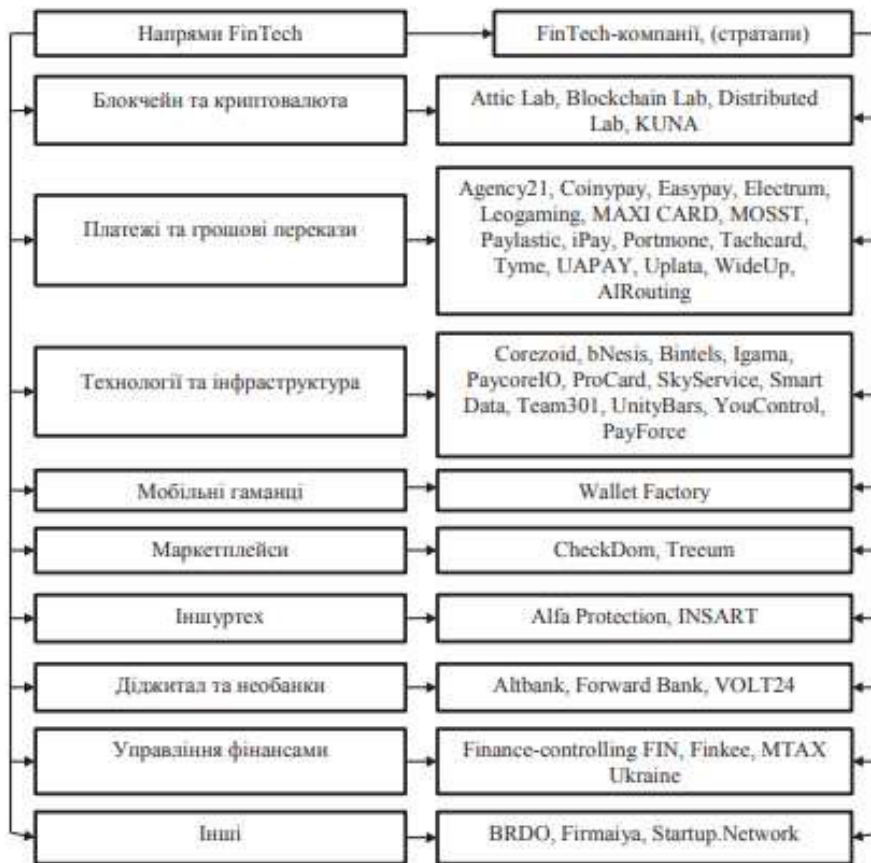 Напрями FinTech
FinTech-компанії, (стратапи)
Блокчейн та криптовалюта
Attic Lab, Blockchain Lab, Distributed
Lab, KUNA
Платежі та грошові перекази
Agency21, Coinypay, Easypay, Electrum,
Leogaming, MAXI CARD, MOSST,
Paylastic, iPay, Portmone, Tachcard,
Tyme, UAPAY, Uplata, WideUp,
AIRouting
Технології та інфраструктура
Corezoid, bNesis, Bintels, Igama,
PaycoreIO, ProCard, SkyService, Smart
Data, Team301, UnityBars, YouControl,
PayForce
Мобільні гаманці
Wallet Factory
Маркетплейси
CheckDom, Treeum
Іншуртех
Alfa Protection, INSART
Діджитал та необанки
Altbank, Forward Bank, VOLT24
Управління фінансами
Finance-controlling FIN, Finkee, MTAX
Ukraine
Інші
BRDO, Firmaiya, Startup.Network